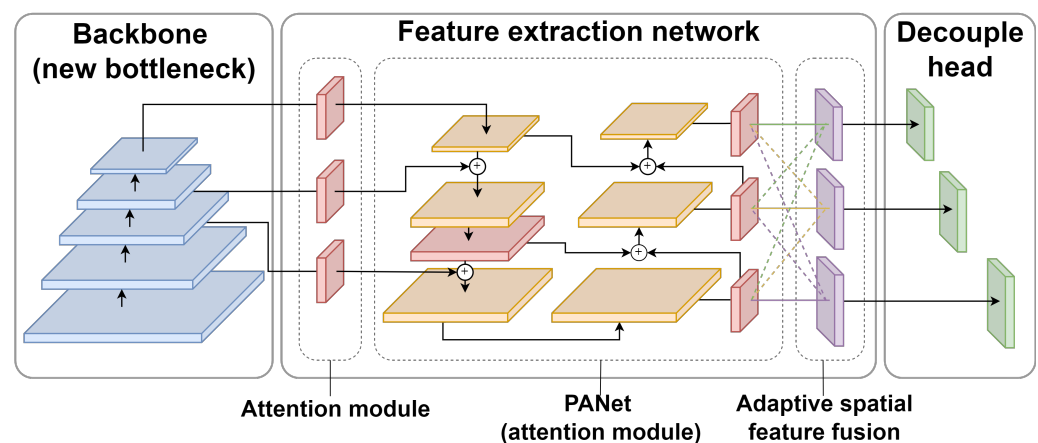 Backbone
(new bottleneck)
Feature extraction network
Decouple
head
+
+
+
+
Attention module
PANet
(attention module)
Adaptive spatial
feature fusion